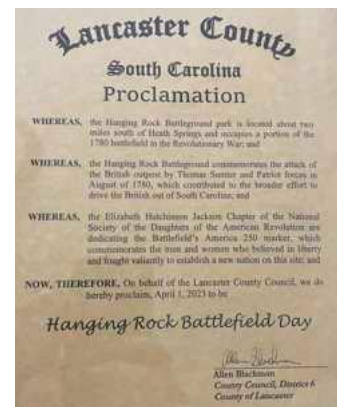 Lancaster County
South Carolina
Proclamation
WHEREAS, the Hanging Rock Battleground park is located about two
miles south of Heath Springs and occupies a portion of the
1780 battlefield in the Revolutionary War; and
WHEREAS, the Hanging Rock Battleground commemorates the attack of
the British outpost by Thomas Sumter and Patriot forces in
August of 1780, which contributed to the broader effort to
drive the British out of South Carolina; and
WHEREAS, the Elizabeth Hutchinson Jackson Chapter of the National
Society of the Daughters of the American Revolution are
dedicating the Battlefield's America 250 marker, which
commemorates the men and women who believed in liberty
and fought valiantly to establish a new nation on this site; and
NOW, THEREFORE, On behalf of the Lancaster County Council, we do
hereby proclaim, April 1, 2023 to be
Hanging Rock Battlefield Day
Allen Blackmon
Allen Blackmon
County Council, District 6
County of Lancaster